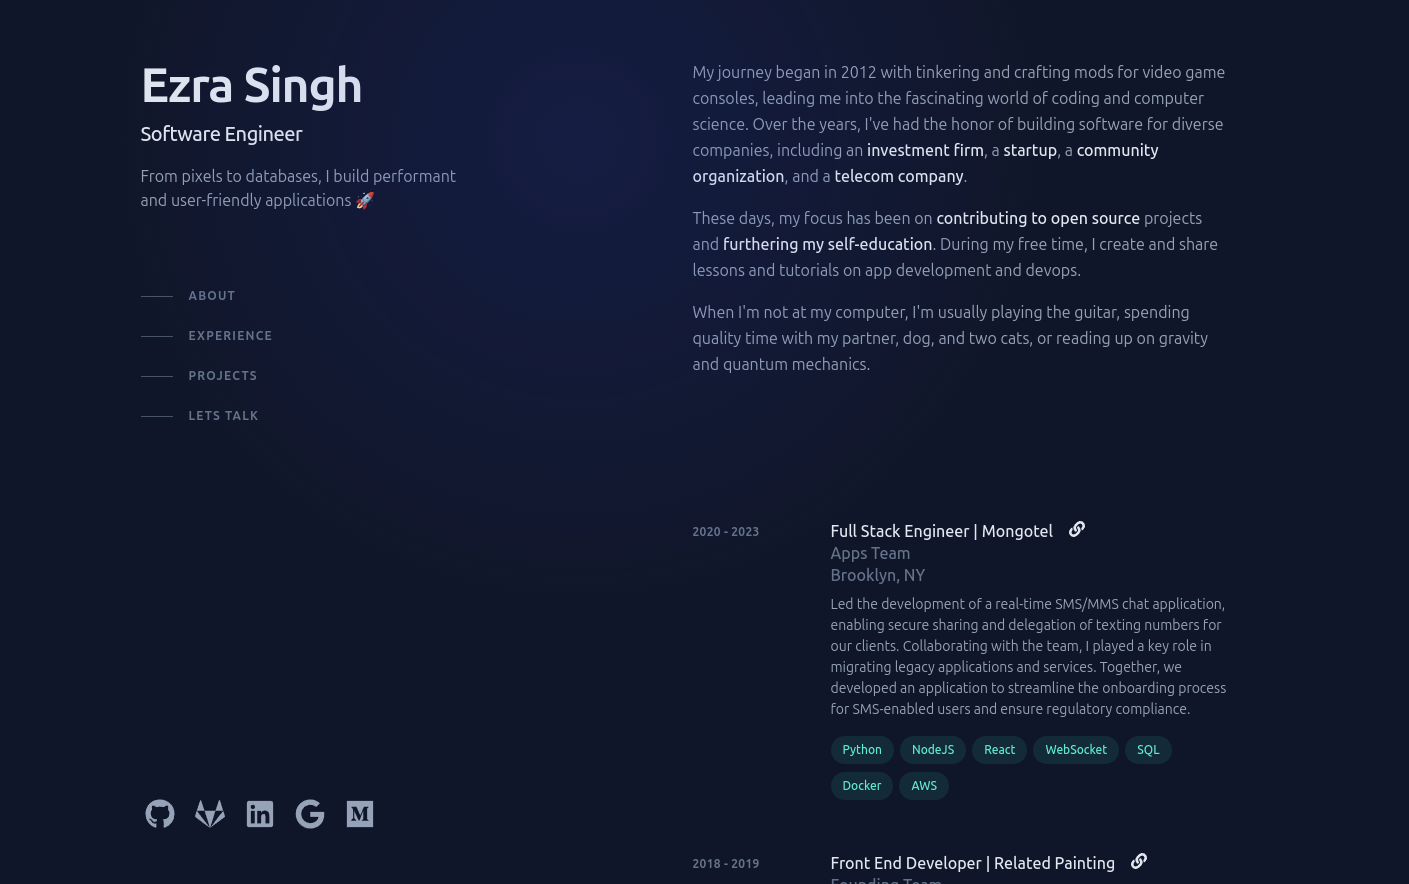 Ezra Singh
Software Engineer
From pixels to databases, I build performant
and user-friendly applications 🚀
ABOUT
EXPERIENCE
PROJECTS
LETS TALK
My journey began in 2012 with tinkering and crafting mods for video game
consoles, leading me into the fascinating world of coding and computer
science. Over the years, I've had the honor of building software for diverse
companies, including an investment firm, a startup, a community
organization, and a telecom company.
These days, my focus has been on contributing to open source projects
and furthering my self-education. During my free time, I create and share
lessons and tutorials on app development and devops.
When I'm not at my computer, I'm usually playing the guitar, spending
quality time with my partner, dog, and two cats, or reading up on gravity
and quantum mechanics.
2020 - 2023
Full Stack Engineer | Mongotel
Apps Team
Brooklyn, NY
Led the development of a real-time SMS/MMS chat application,
enabling secure sharing and delegation of texting numbers for
our clients. Collaborating with the team, I played a key role in
migrating legacy applications and services. Together, we
developed an application to streamline the onboarding process
for SMS-enabled users and ensure regulatory compliance.
Python NodeJS React WebSocket SQL
Docker AWS
2018 - 2019
Front End Developer | Related Painting
Founding Team